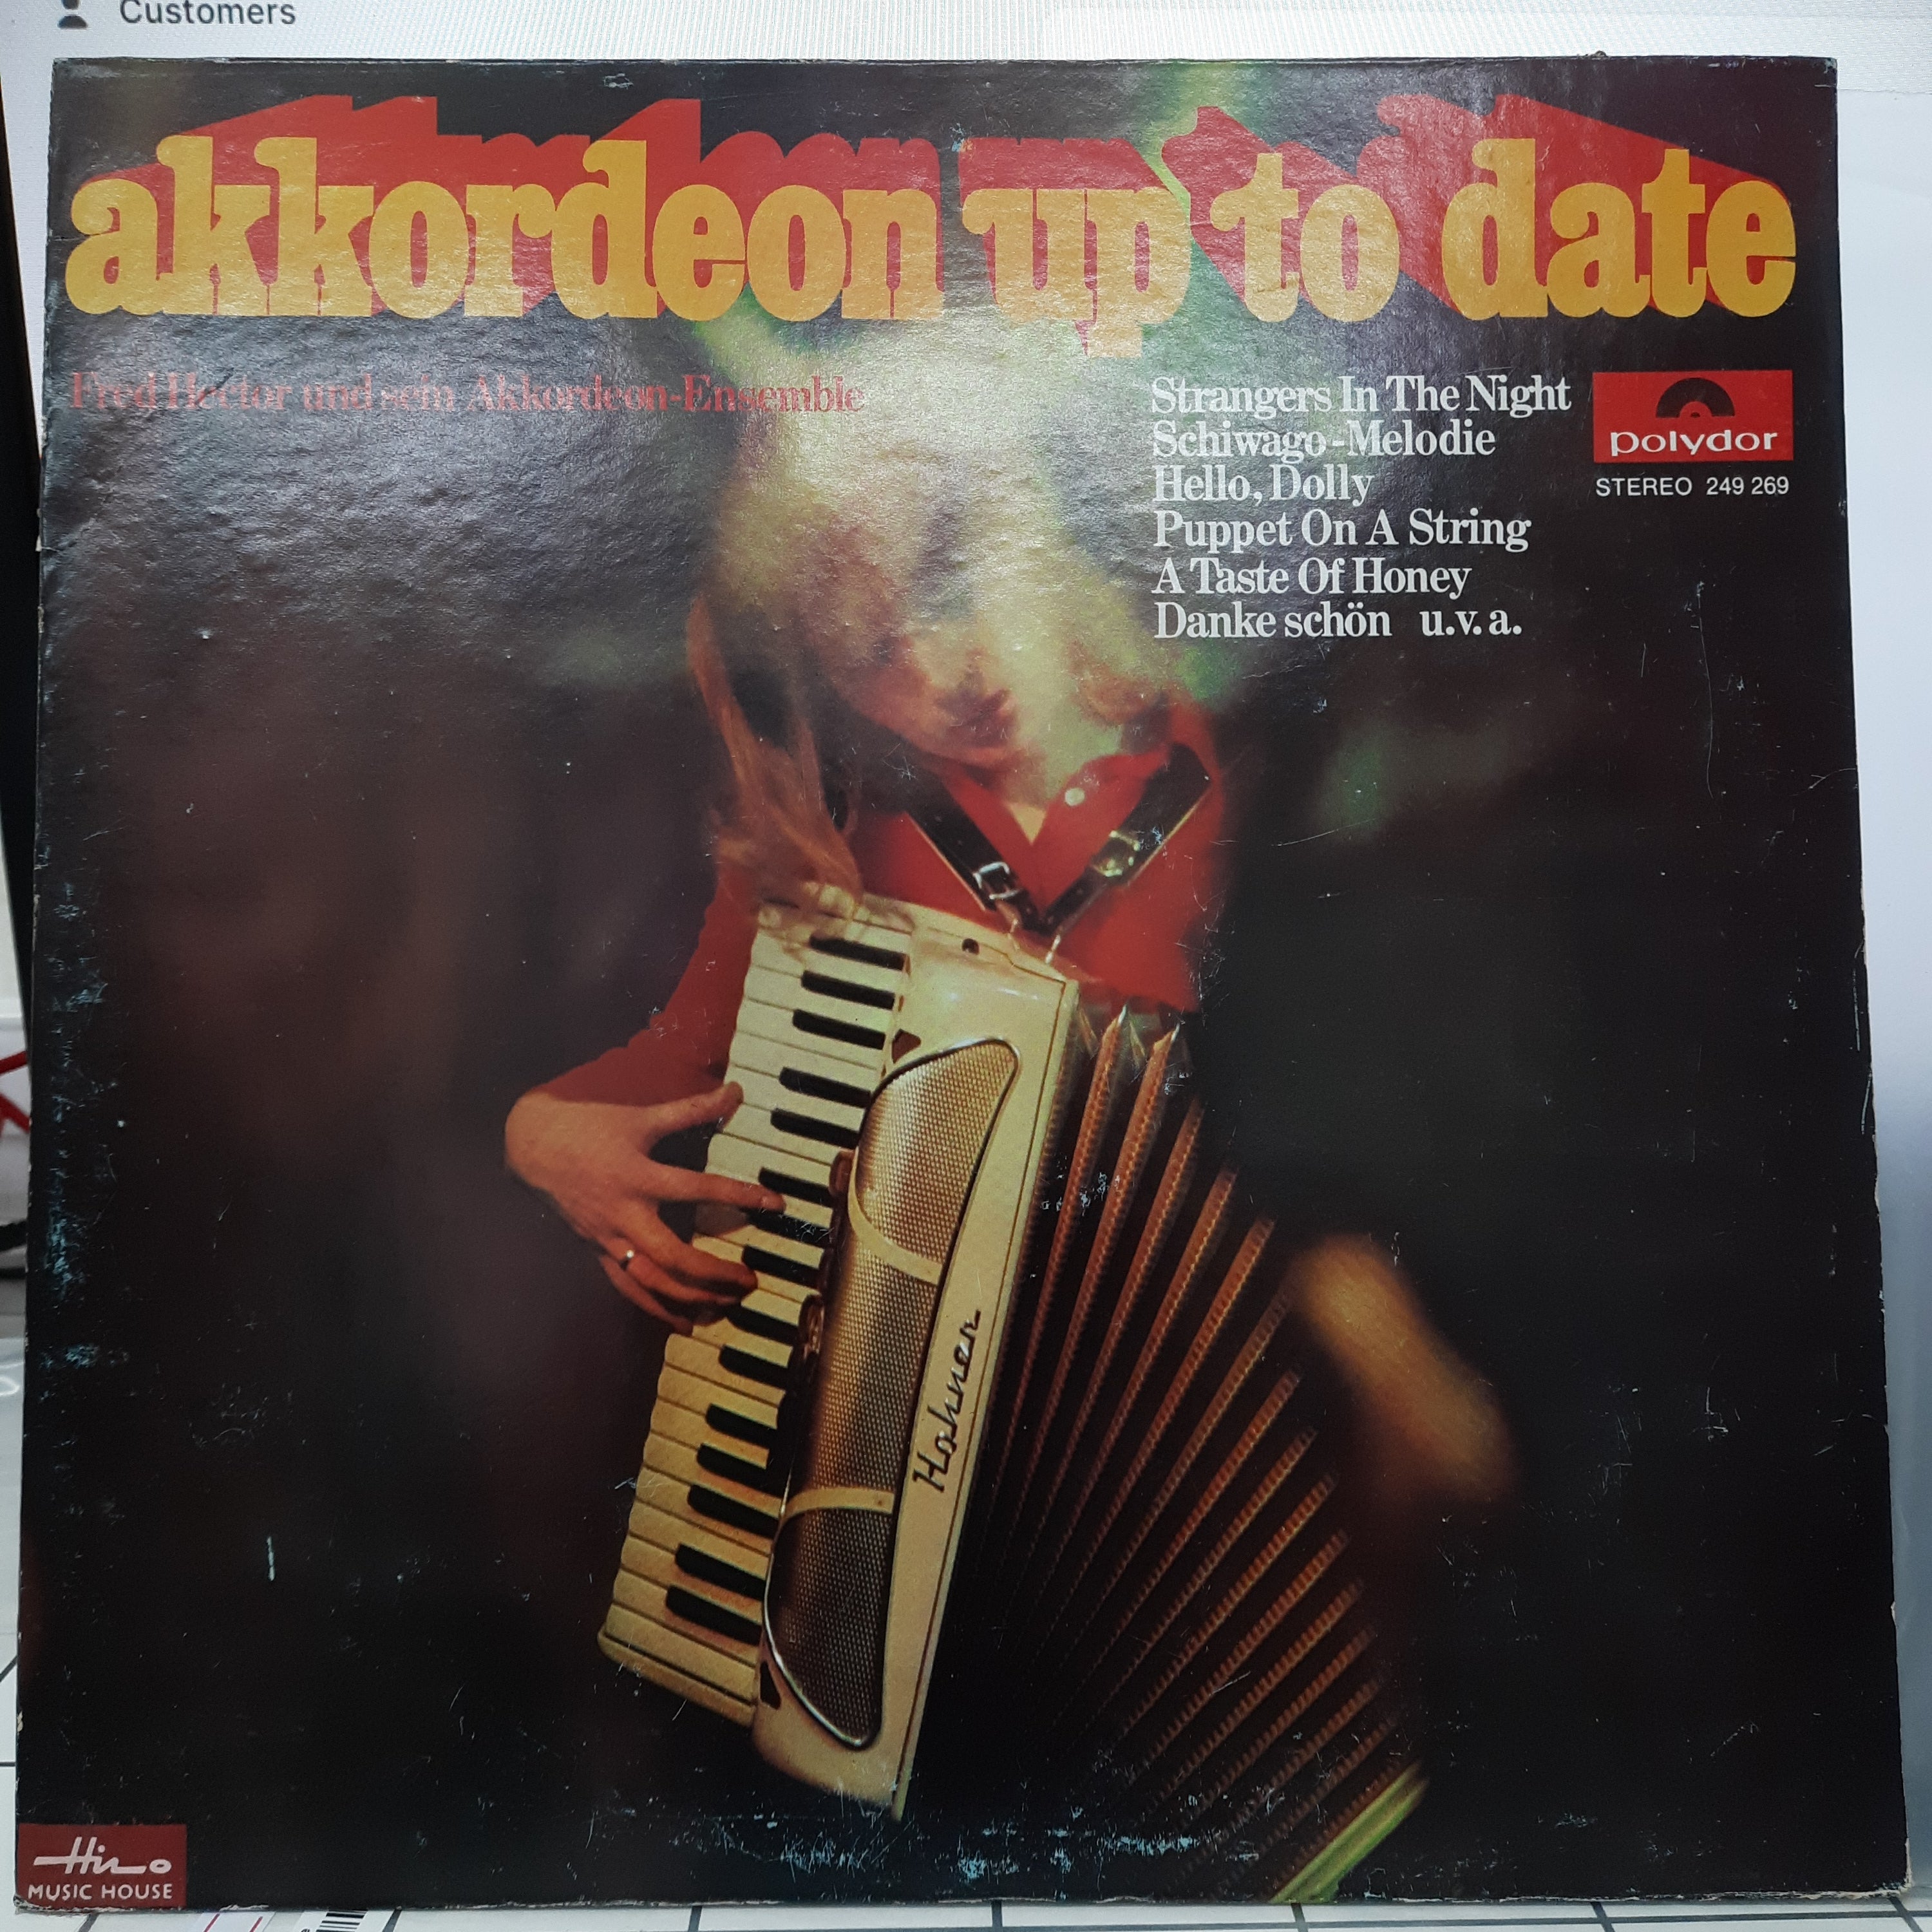 Customers
akkordeon up to date
Fred Hector und sein Akkordeon-Ensemble
Strangers In The Night
Schiwago-Melodie
Hello, Dolly
Puppet On A String
A Taste Of Honey
Danke schön u.v.a.
polydor
STEREO 249 269
Hohner
Hino
MUSIC HOUSE